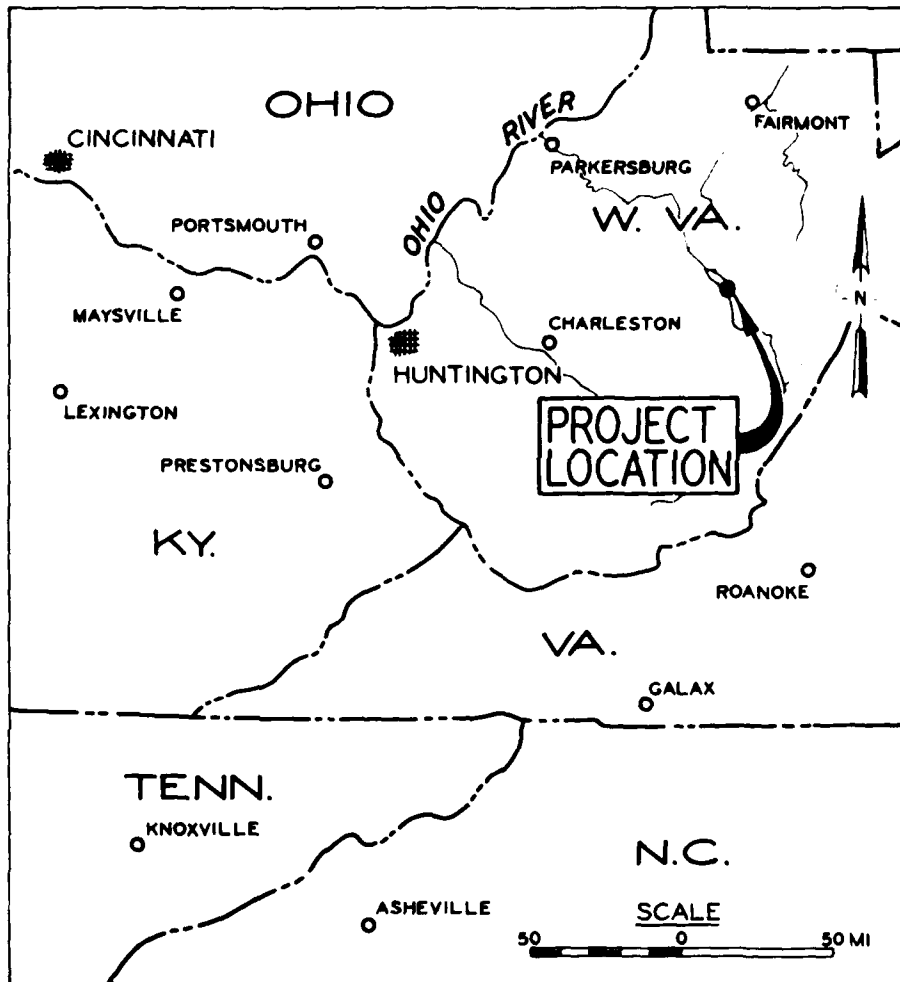 OHIO
CINCINNATI
OHIO RIVER
FAIRMONT
PARKERSBURG
W. VA.
PORTSMOUTH
MAYSVILLE
CHARLESTON
N
HUNTINGTON
LEXINGTON
PROJECT
LOCATION
PRESTONSBURG
KY.
ROANOKE
VA.
GALAX
TENN.
KNOXVILLE
N.C.
ASHEVILLE
SCALE
50 0 50 MI